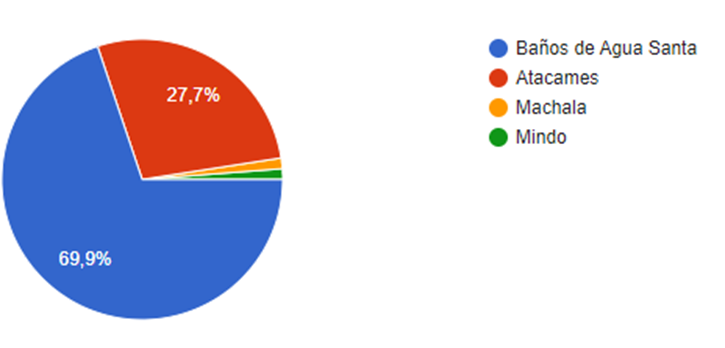 Baños de Agua Santa
Atacames
Machala
Mindo
27,7%
69,9%